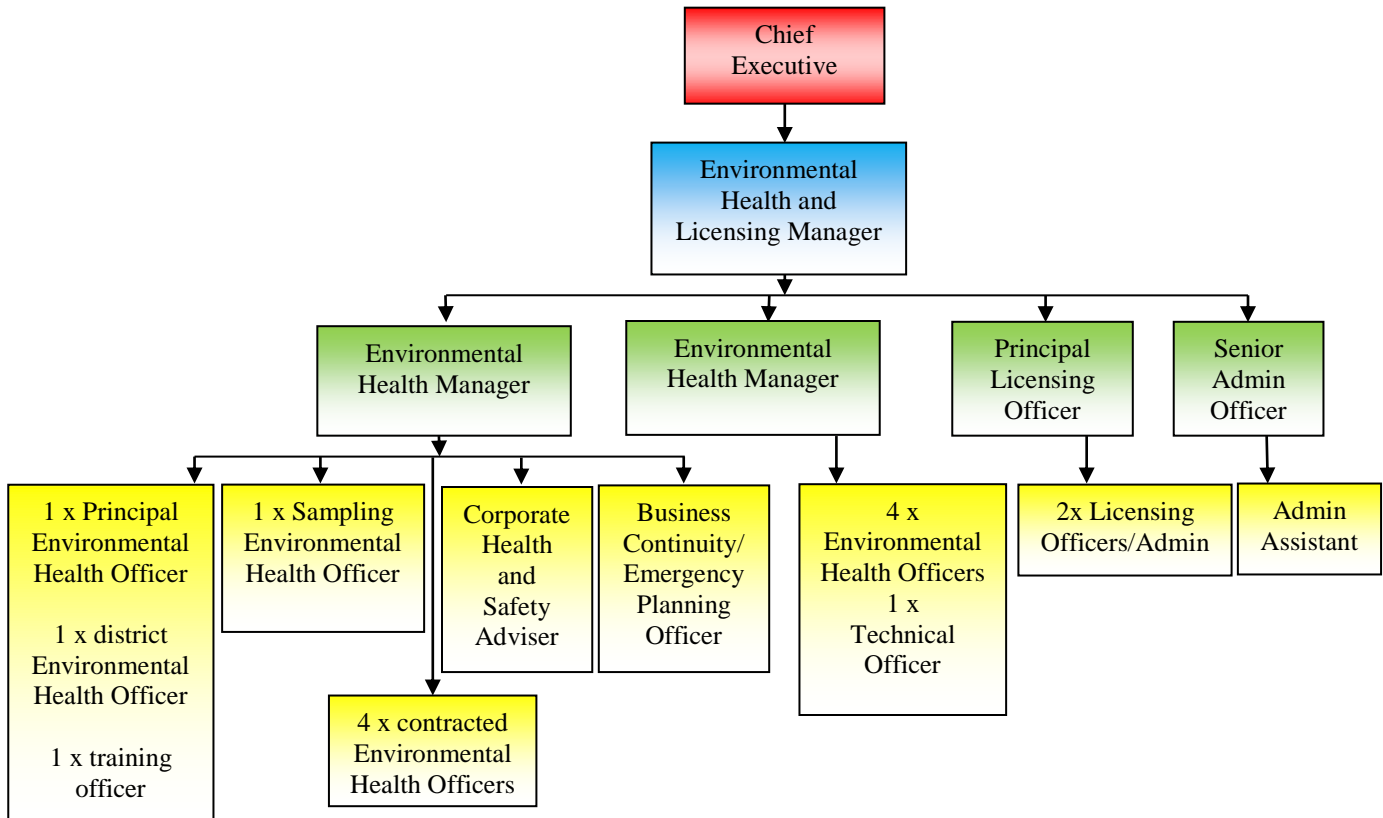 Chief
Executive
Environmental
Health and
Licensing Manager
Environmental
Health Manager
Environmental
Health Manager
Principal
Licensing
Officer
Senior
Admin
Officer
1 x Principal
Environmental
Health Officer
1 x district
Environmental
Health Officer
1 x training
officer
1 x Sampling
Environmental
Health Officer
4 x contracted
Environmental
Health Officers
Corporate
Health
and
Safety
Adviser
Business
Continuity/
Emergency
Planning
Officer
4 x
Environmental
Health Officers
1 x
Technical
Officer
2x Licensing
Officers/Admin
Admin
Assistant